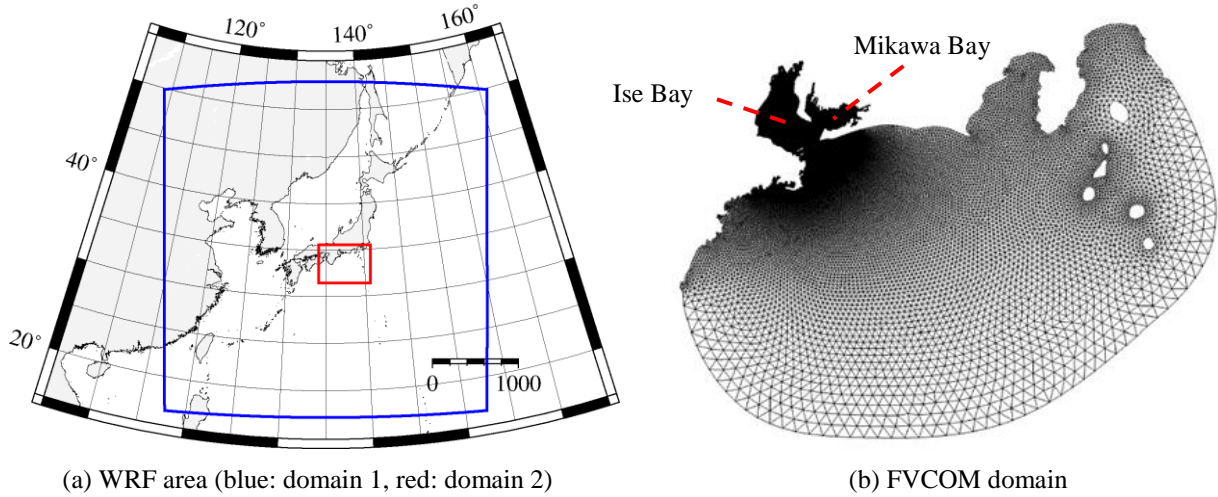 120˚
140˚
160˚
40˚
20˚
0 1000
Mikawa Bay
Ise Bay
(a) WRF area (blue: domain 1, red: domain 2)
(b) FVCOM domain